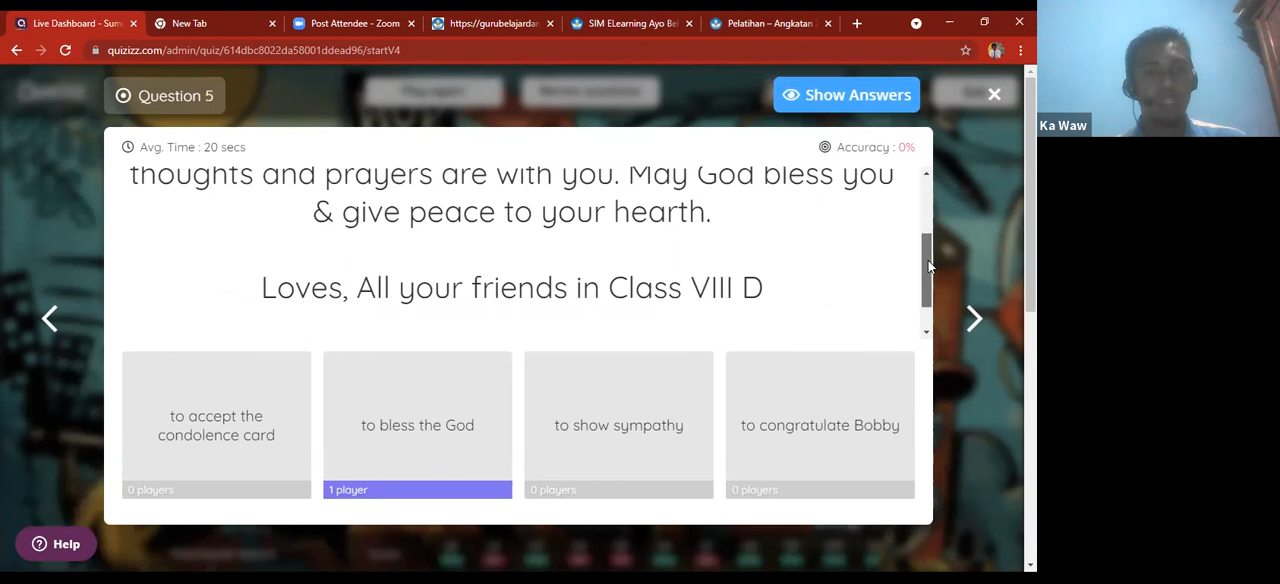 Live Dashboard - Sum
New Tab
Post Attendee - Zoom
https://gurubelajardan
SIM ELearning Ayo Be
Pelatihan – Angkatan
quizizz.com/admin/quiz/614dbc8022da58001ddead96/startV4
Question 5
Show Answers
Avg. Time : 20 secs
Accuracy : 0%
thoughts and prayers are with you. May God bless you
& give peace to your hearth.
Loves, All your friends in Class VIII D
to accept the
condolence card
to bless the God
to show sympathy
to congratulate Bobby
0 players
1 player
0 players
0 players
Help
Ka Waw